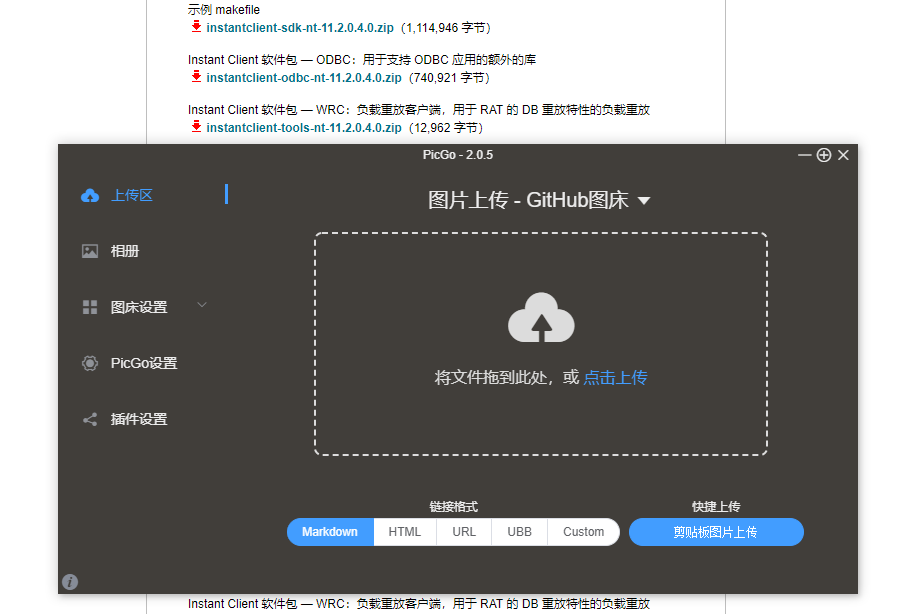 示例 makefile
instantclient-sdk-nt-11.2.0.4.0.zip（1,114,946 字节）
Instant Client 软件包 — ODBC：用于支持 ODBC 应用的额外的库
instantclient-odbc-nt-11.2.0.4.0.zip（740,921 字节）
Instant Client 软件包 — WRC：负载重放客户端，用于 RAT 的 DB 重放特性的负载重放
instantclient-tools-nt-11.2.0.4.0.zip（12,962 字节）
PicGo - 2.0.5
上传区
相册
图床设置
PicGo设置
插件设置
图片上传 - GitHub图床
将文件拖到此处，或 点击上传
链接格式
Markdown HTML URL UBB Custom
快捷上传
剪贴板图片上传
Instant Client 软件包 — WRC：负载重放客户端，用于 RAT 的 DB 重放特性的负载重放